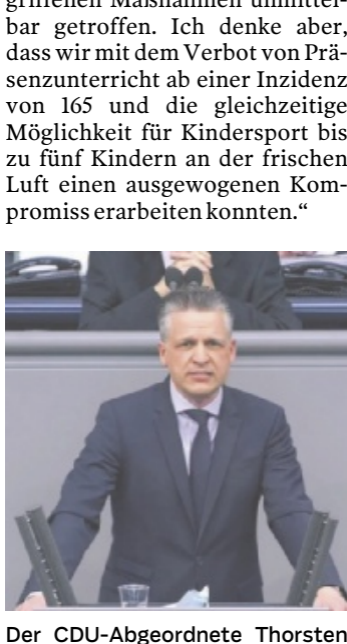 griffenen Maßnahmen unmittel-
bar getroffen. Ich denke aber,
dass wir mit dem Verbot von Prä-
senzunterricht ab einer Inzidenz
von 165 und die gleichzeitige
Möglichkeit für Kindersport bis
zu fünf Kindern an der frischen
Luft einen ausgewogenen Kom-
promiss erarbeiten konnten.“
Der CDU-Abgeordnete Thorsten